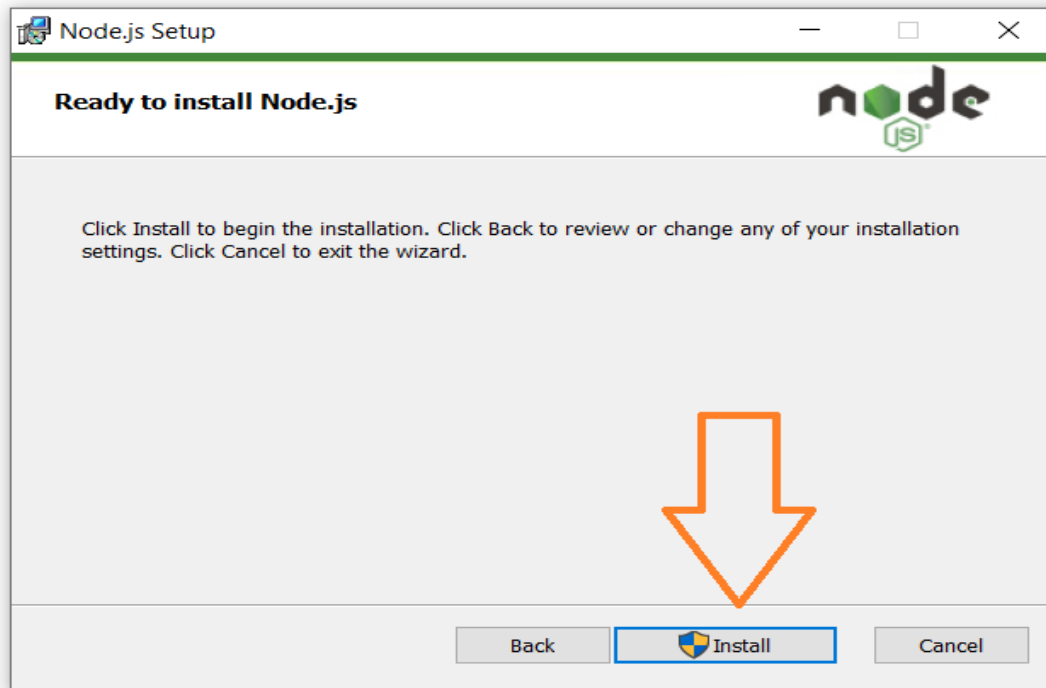 Node.js Setup
Ready to install Node.js
node
JS
Click Install to begin the installation. Click Back to review or change any of your installation
settings. Click Cancel to exit the wizard.
Back
Install
Cancel